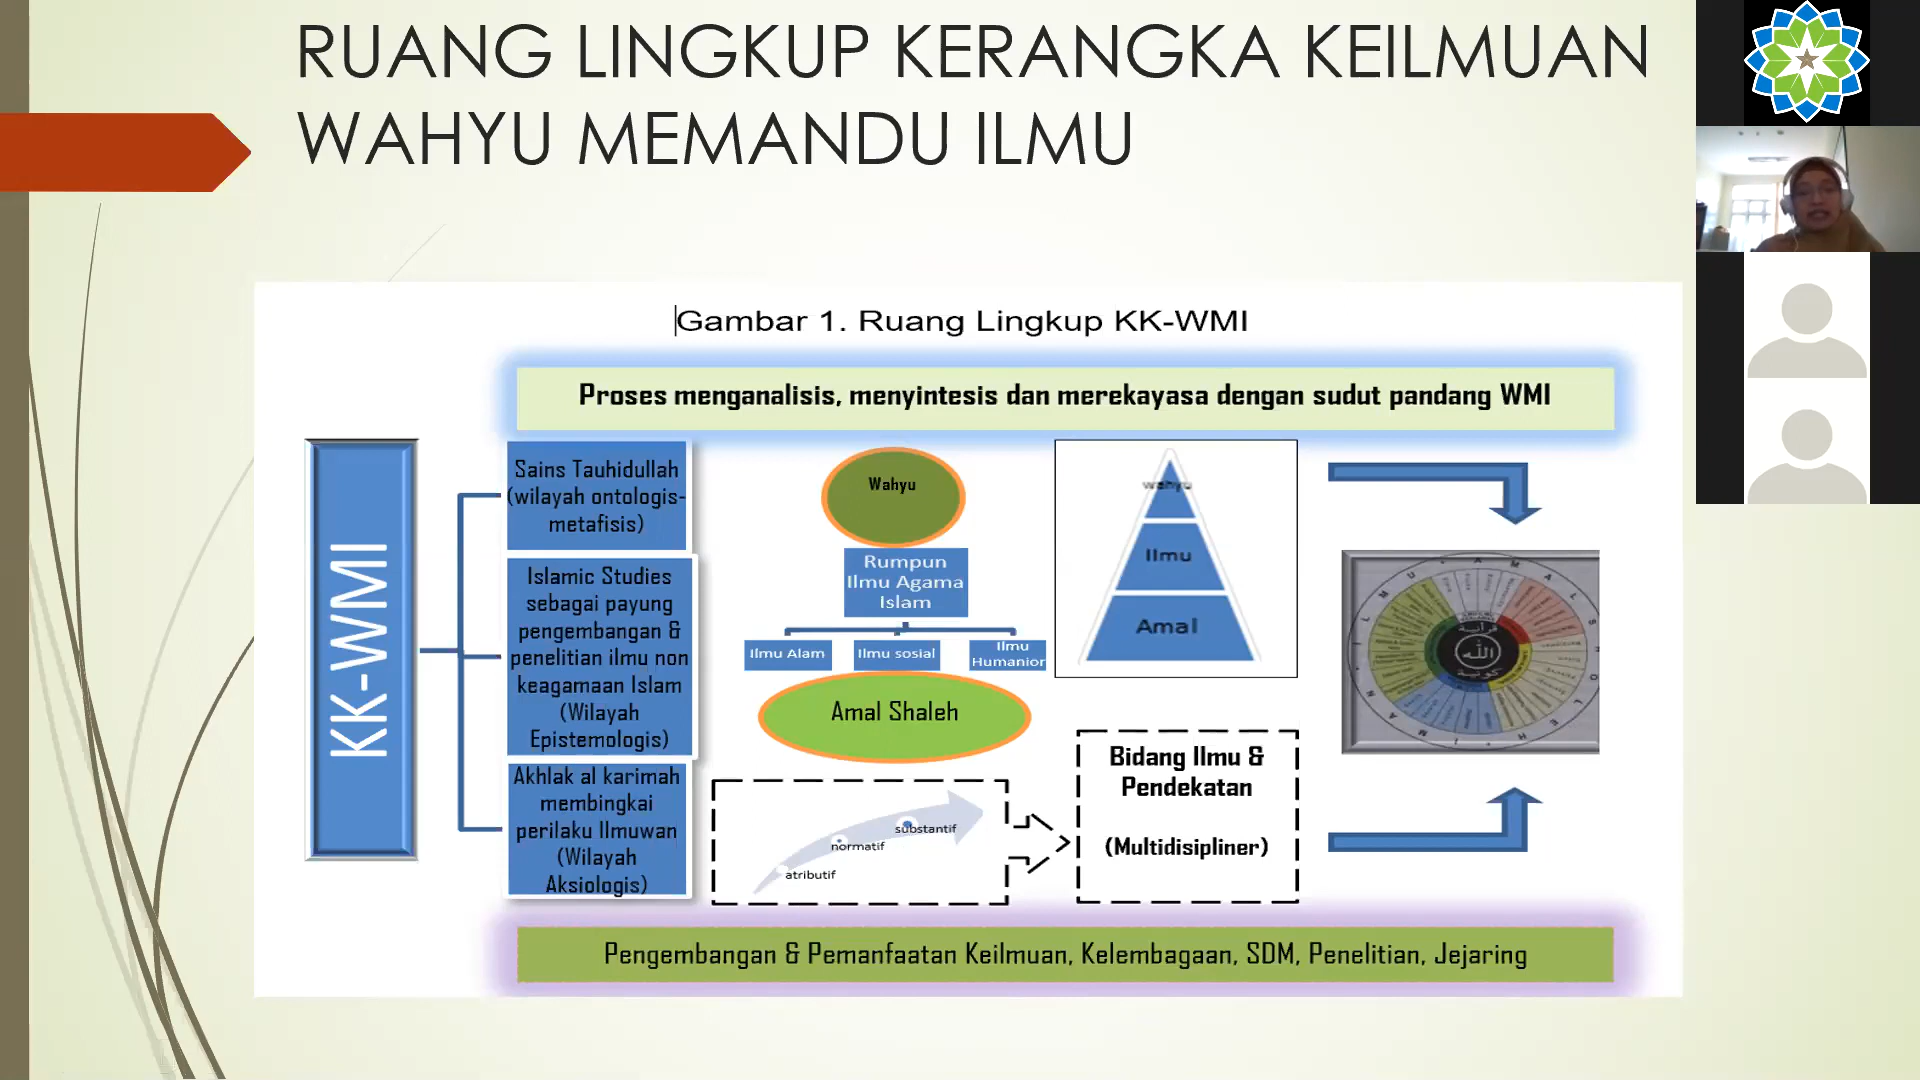 RUANG LINGKUP KERANGKA KEILMUAN
WAHYU MEMANDU ILMU
Gambar 1. Ruang Lingkup KK-WMI
Proses menganalisis, menyintesis dan merekayasa dengan sudut pandang WMI
KK-WMI
Sains Tauhidullah
(wilayah ontologis-
metafisis)
Islamic Studies
sebagai payung
pengembangan &
penelitian ilmu non
keagamaan Islam
(Wilayah
Epistemologis)
Akhlak al karimah
membingkai
perilaku Ilmuwan
(Wilayah
Aksiologis)
Wahyu
Rumpun
Ilmu Agama
Islam
Ilmu Alam
Ilmu sosial
Ilmu
Humanior
Amal Shaleh
wahyu
Ilmu
Amal
substantif
normatif
atributif
Bidang Ilmu &
Pendekatan
(Multidisipliner)
الله
كونية
Pengembangan & Pemanfaatan Keilmuan, Kelembagaan, SDM, Penelitian, Jejaring